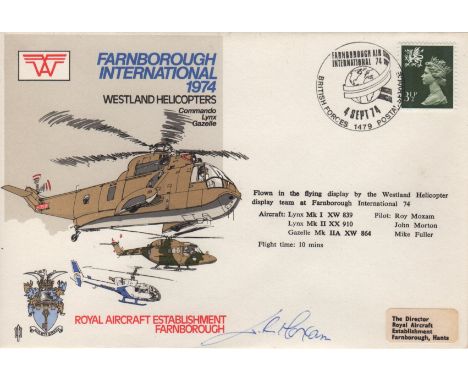 FARNBOROUGH
INTERNATIONAL
1974
WESTLAND HELICOPTERS
Commando
Lynx
Gazelle
FARNBOROUGH AIR
INTERNATIONAL 74
4 SEPT 74
BRITISH FORCES 1479 POSTAL
3½
Flown in the flying display by the Westland Helicopter
display team at Farnborough International 74
Aircraft: Lynx Mk I XW 839 Pilot: Roy Moxam
Lynx Mk II XX 910 John Morton
Gazelle Mk IIA XW 864 Mike Fuller
Flight time: 10 mins
ROYAL AIRCRAFT ESTABLISHMENT
FARNBOROUGH
The Director
Royal Aircraft
Establishment
Farnborough, Hants